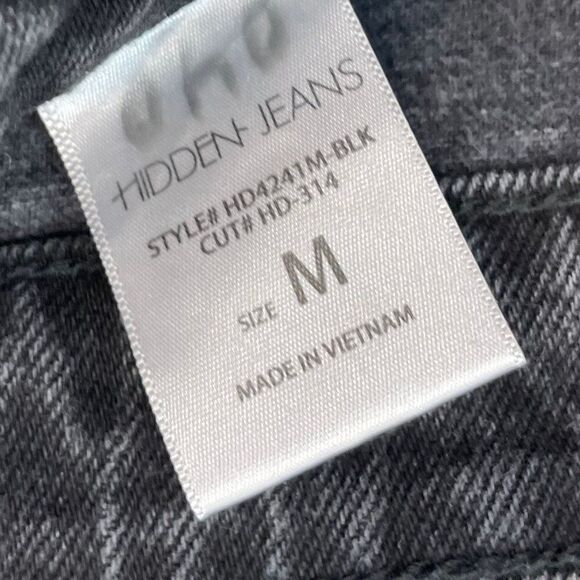 HIDDEN JEANS
STYLE# HD4241M-BLK
CUT# HD-314
SIZE M
MADE IN VIETNAM